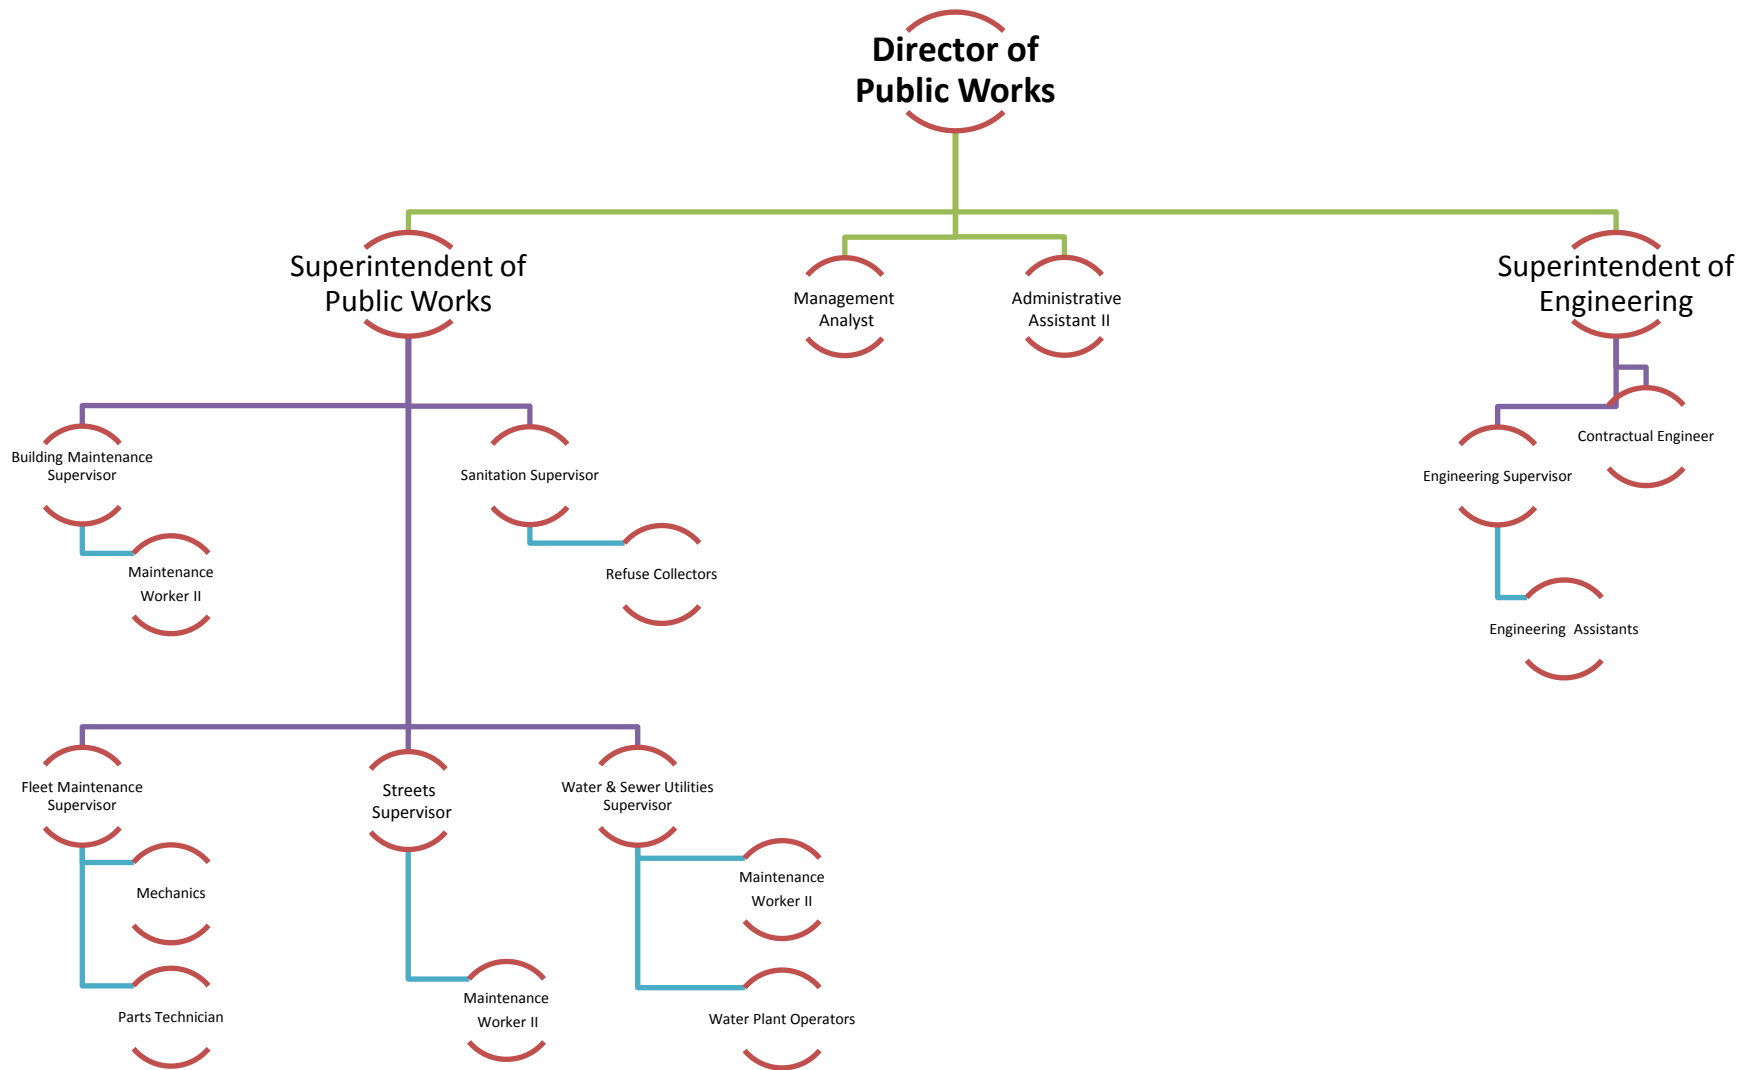 Director of
Public Works
Superintendent of
Public Works
Management
Analyst
Administrative
Assistant II
Superintendent of
Engineering
Building Maintenance
Supervisor
Sanitation Supervisor
Contractual Engineer
Engineering Supervisor
Maintenance
Worker II
Refuse Collectors
Engineering Assistants
Fleet Maintenance
Supervisor
Streets
Supervisor
Water & Sewer Utilities
Supervisor
Mechanics
Maintenance
Worker II
Parts Technician
Maintenance
Worker II
Water Plant Operators